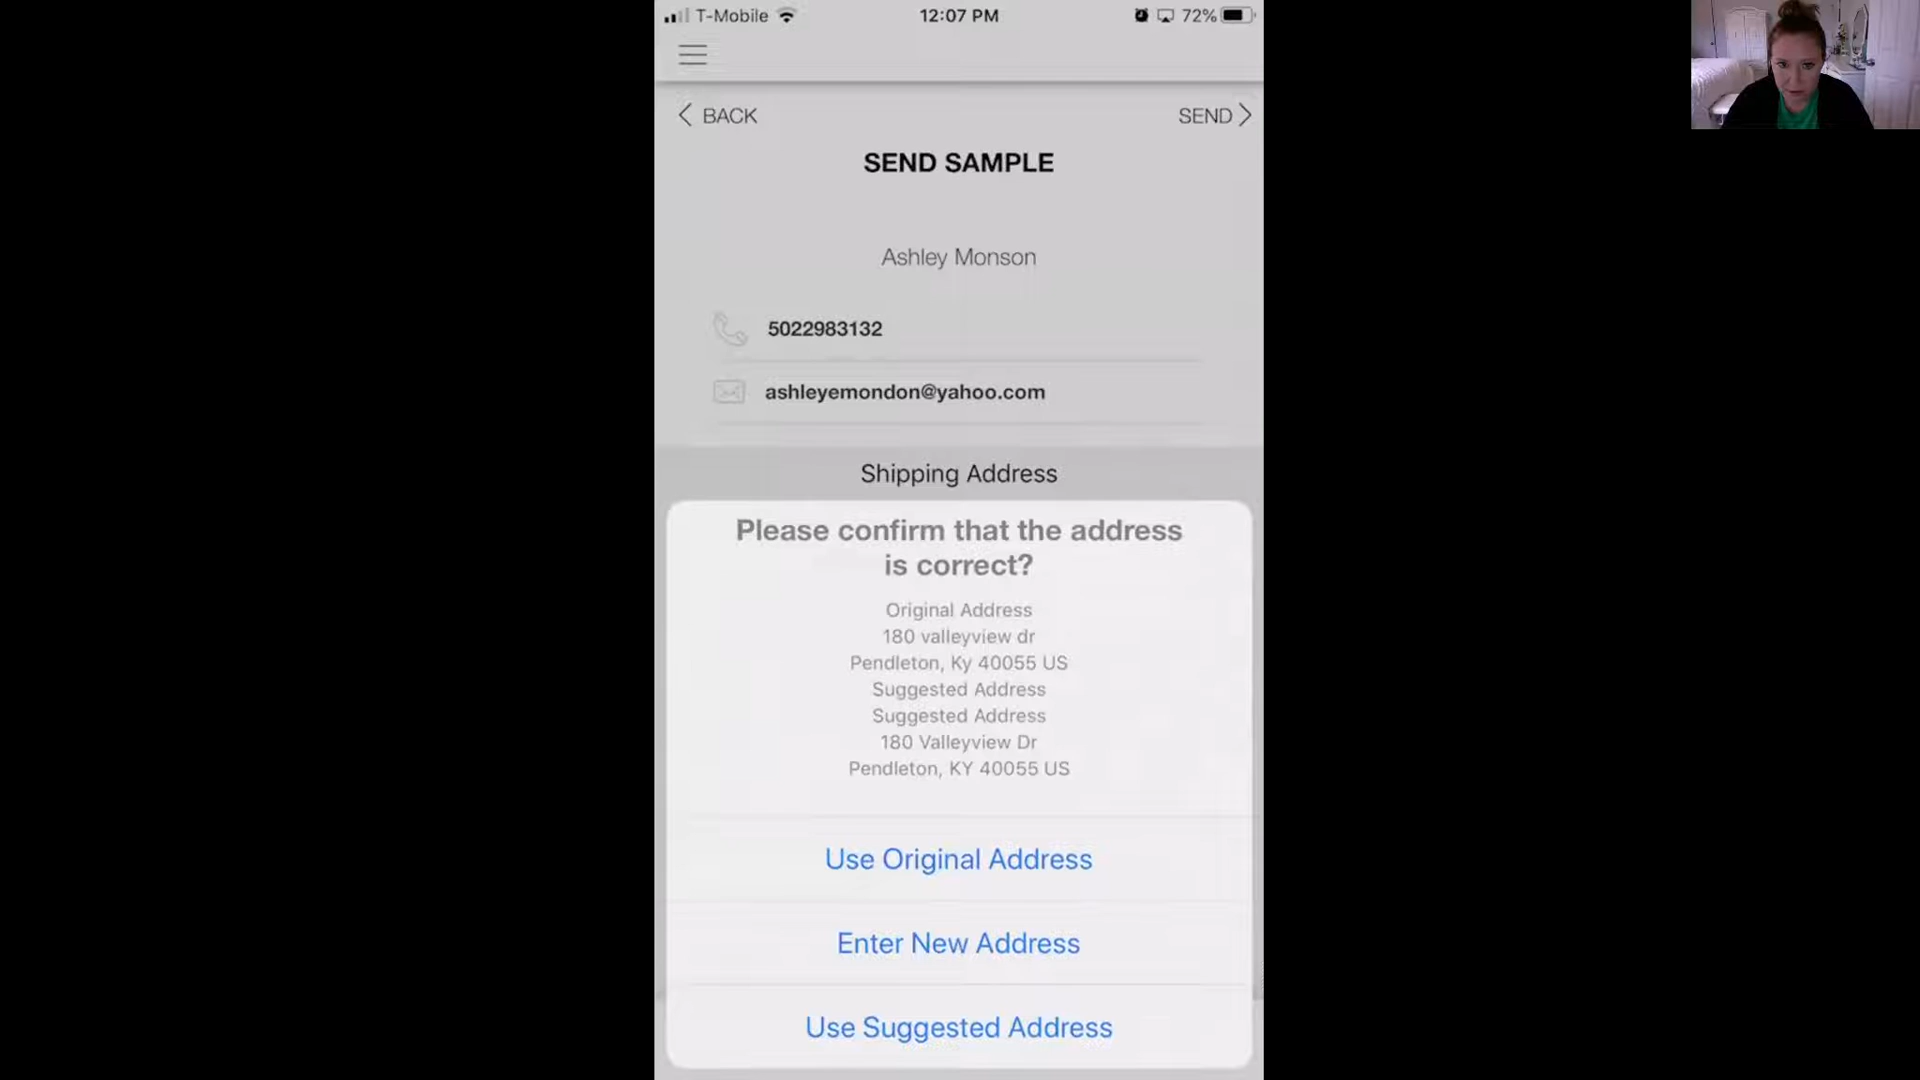 T-Mobile 12:07 PM 72%
BACK SEND
SEND SAMPLE
Ashley Monson
5022983132
ashleyemondon@yahoo.com
Shipping Address
Please confirm that the address
is correct?
Original Address
180 valleyview dr
Pendleton, Ky 40055 US
Suggested Address
Suggested Address
180 Valleyview Dr
Pendleton, KY 40055 US
Use Original Address
Enter New Address
Use Suggested Address